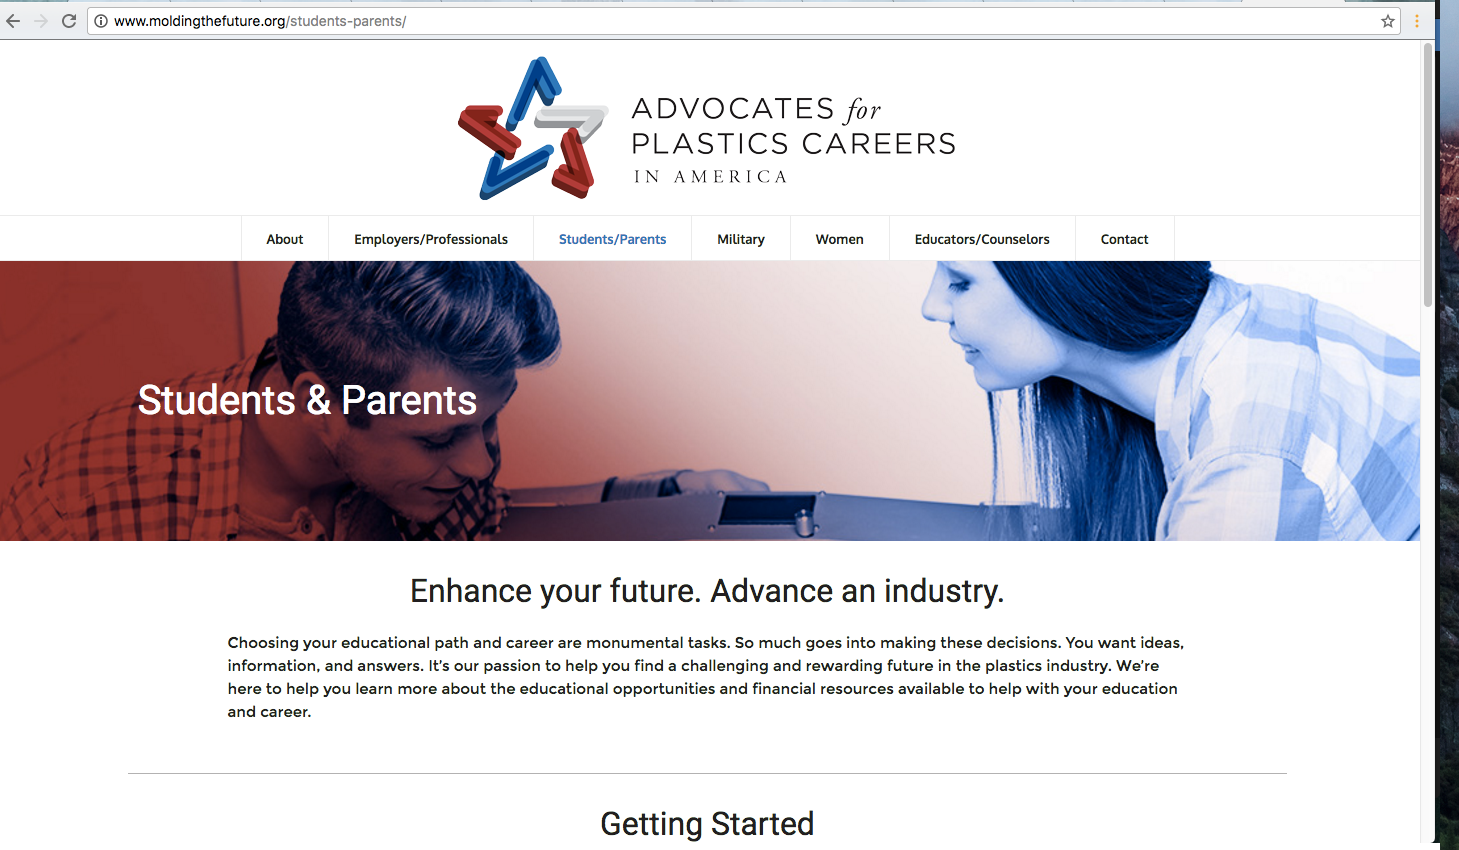 www.moldingthefuture.org/students-parents/
ADVOCATES for
PLASTICS CAREERS
IN AMERICA
About Employers/Professionals Students/Parents Military Women Educators/Counselors Contact
Students & Parents
Enhance your future. Advance an industry.
Choosing your educational path and career are monumental tasks. So much goes into making these decisions. You want ideas,
information, and answers. It's our passion to help you find a challenging and rewarding future in the plastics industry. We're
here to help you learn more about the educational opportunities and financial resources available to help with your education
and career.
Getting Started